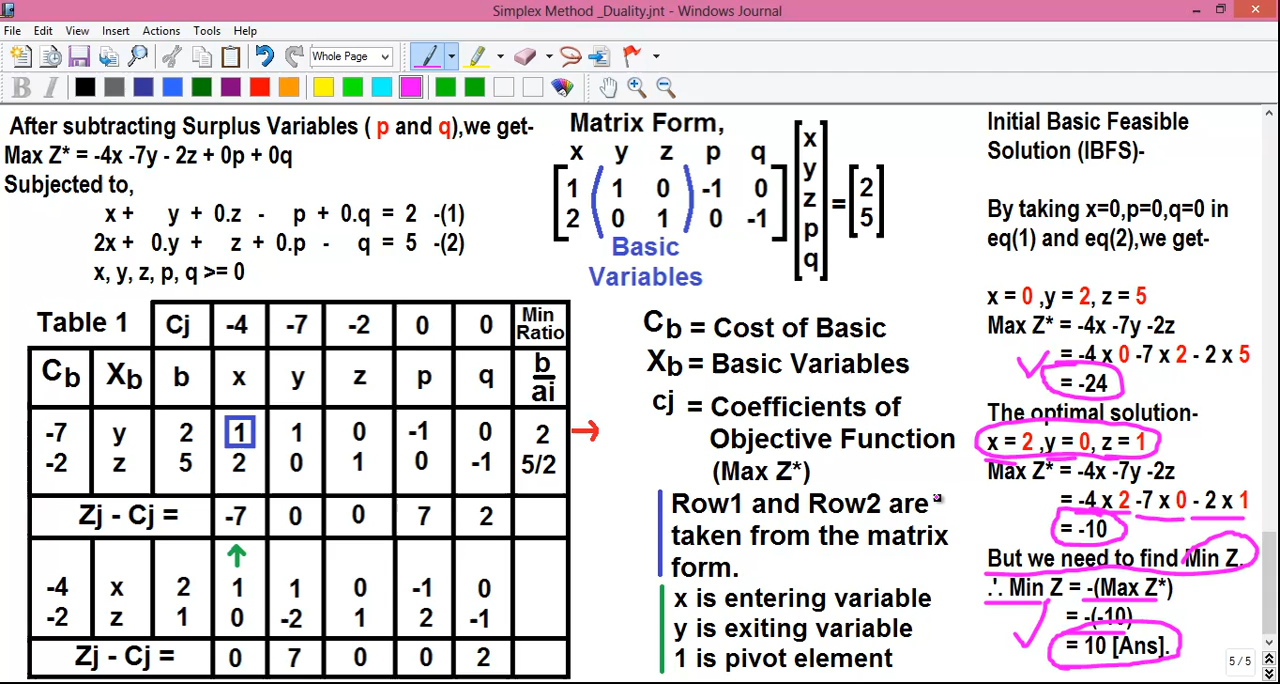 Simplex Method _Duality.jnt - Windows Journal
File Edit View Insert Actions Tools Help
Whole Page
B I
After subtracting Surplus Variables ( p and q),we get-
Max Z* = -4x -7y - 2z + 0p + 0q
Subjected to,
x + y + 0.z - p + 0.q = 2 -(1)
2x + 0.y + z + 0.p - q = 5 -(2)
x, y, z, p, q >= 0
Matrix Form,
x y z p q
1 1 0 -1 0
2 0 1 0 -1
x
y
z
p
q
=
2
5
Basic
Variables
Table 1 Cj -4 -7 -2 0 0 Min Ratio
Cb Xb b x y z p q b/ai
-7 y 2 1 1 0 -1 0 2
-2 z 5 2 0 1 0 -1 5/2
Zj - Cj = -7 0 0 7 2
-4 x 2 1 1 0 -1 0
-2 z 1 0 -2 1 2 -1
Zj - Cj = 0 7 0 0 2
Cb = Cost of Basic
Xb = Basic Variables
cj = Coefficients of
Objective Function
(Max Z*)
Row1 and Row2 are
taken from the matrix
form.
x is entering variable
y is exiting variable
1 is pivot element
Initial Basic Feasible
Solution (IBFS)-
By taking x=0,p=0,q=0 in
eq(1) and eq(2),we get-
x = 0 ,y = 2, z = 5
Max Z* = -4x -7y -2z
= -4 x 0 -7 x 2 - 2 x 5
= -24
The optimal solution-
x = 2 ,y = 0, z = 1
Max Z* = -4x -7y -2z
= -4 x 2 -7 x 0 - 2 x 1
= -10
But we need to find Min Z.
∴ Min Z = -(Max Z*)
= -(-10)
= 10 [Ans].
5 / 5